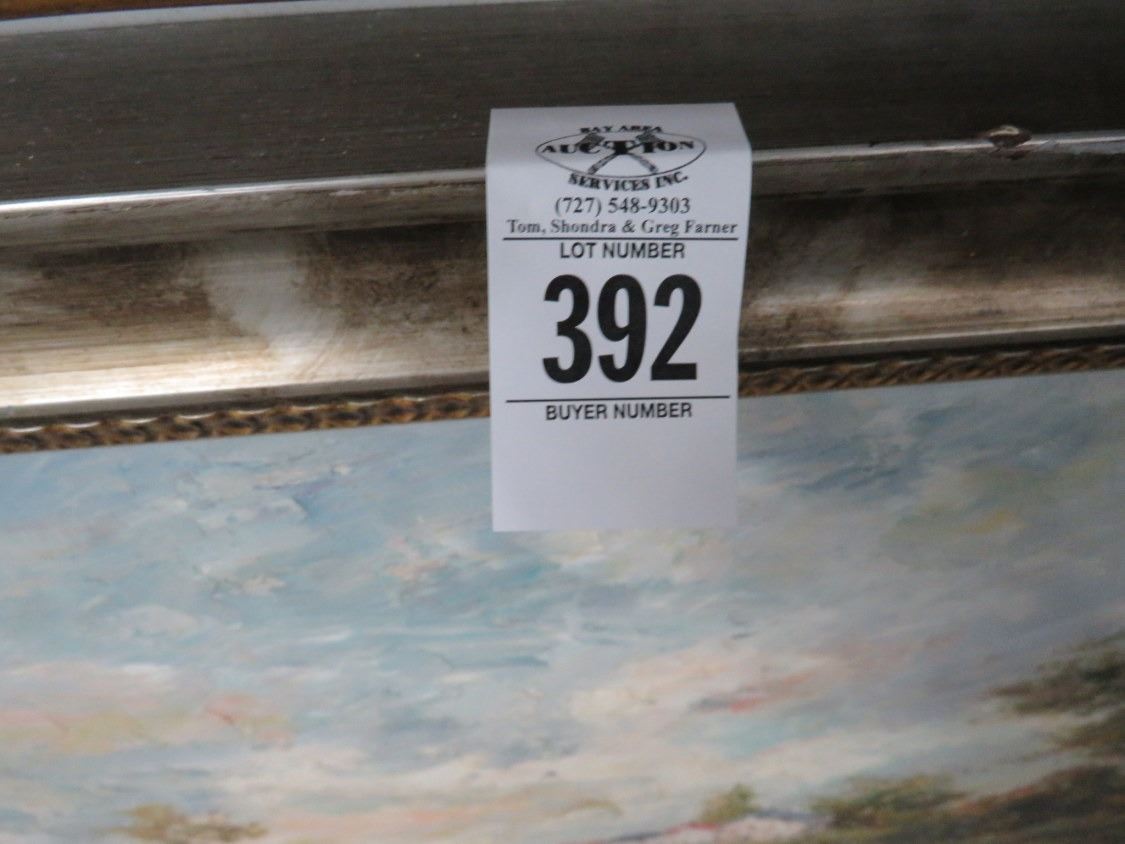 BAY AREA
AUCTION
SERVICES INC.
(727) 548-9303
Tom, Shondra & Greg Farner
LOT NUMBER
392
BUYER NUMBER